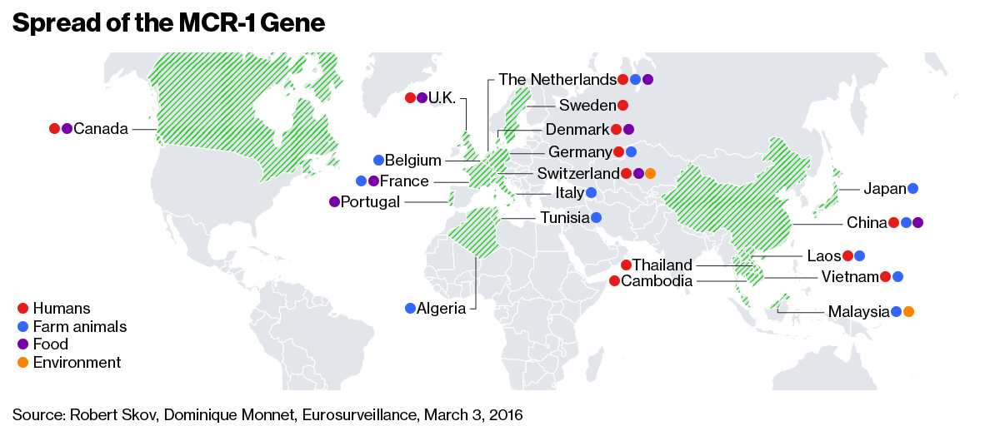 Spread of the MCR-1 Gene
The Netherlands
U.K.
Sweden
Canada
Denmark
Germany
Belgium
Switzerland
France
Japan
Italy
Portugal
Tunisia
China
Laos
Thailand
Vietnam
Cambodia
Algeria
Malaysia
Humans
Farm animals
Food
Environment
Source: Robert Skov, Dominique Monnet, Eurosurveillance, March 3, 2016